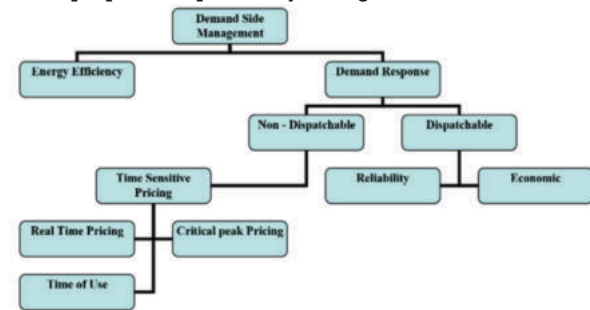 Demand Side
Management
Energy Efficiency
Demand Response
Non - Dispatchable
Dispatchable
Time Sensitive
Pricing
Reliability
Economic
Real Time Pricing
Critical peak Pricing
Time of Use